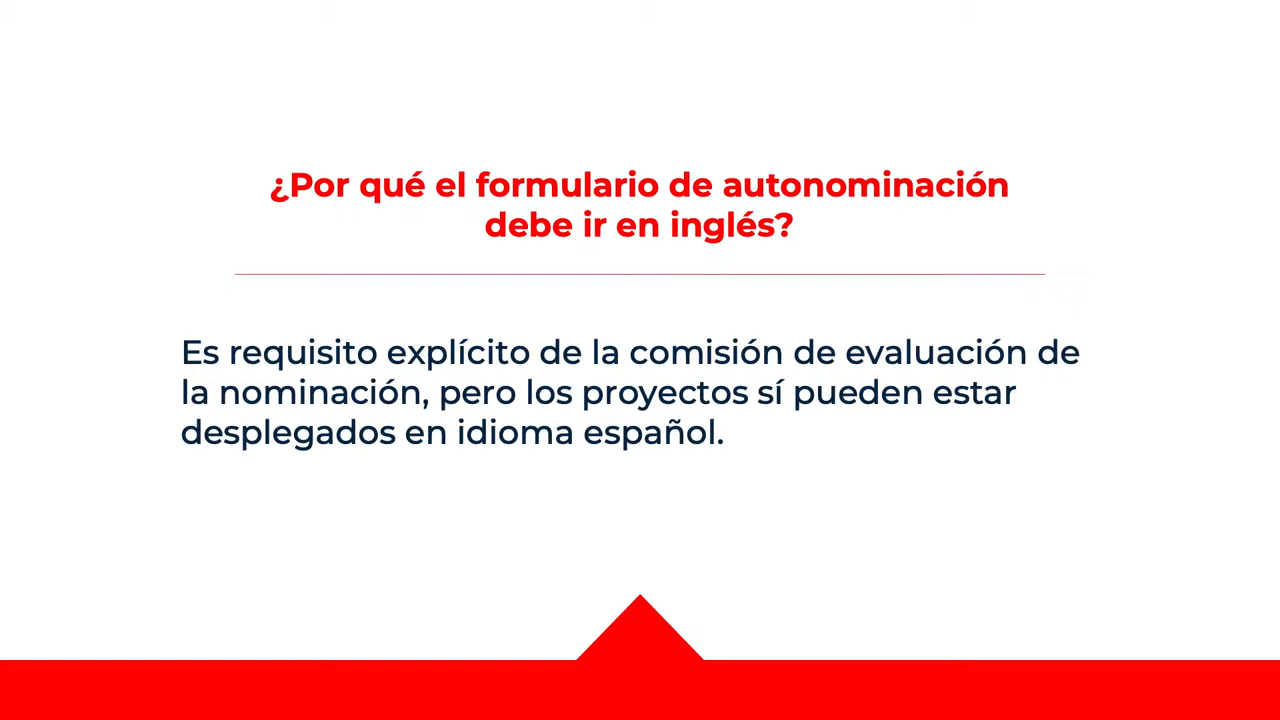 ¿Por qué el formulario de autonominación
debe ir en inglés?
Es requisito explícito de la comisión de evaluación de
la nominación, pero los proyectos sí pueden estar
desplegados en idioma español.